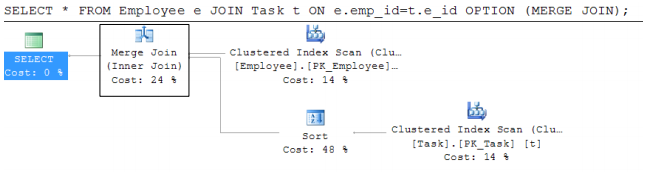 SELECT * FROM Employee e JOIN Task t ON e.emp_id=t.e_id OPTION (MERGE JOIN);
SELECT
Cost: 0 %
Merge Join
(Inner Join)
Cost: 24 %
Clustered Index Scan (Clu…
[Employee].[PK_Employee]…
Cost: 14 %
Sort
Cost: 48 %
Clustered Index Scan (Clu…
[Task].[PK_Task] [t]
Cost: 14 %